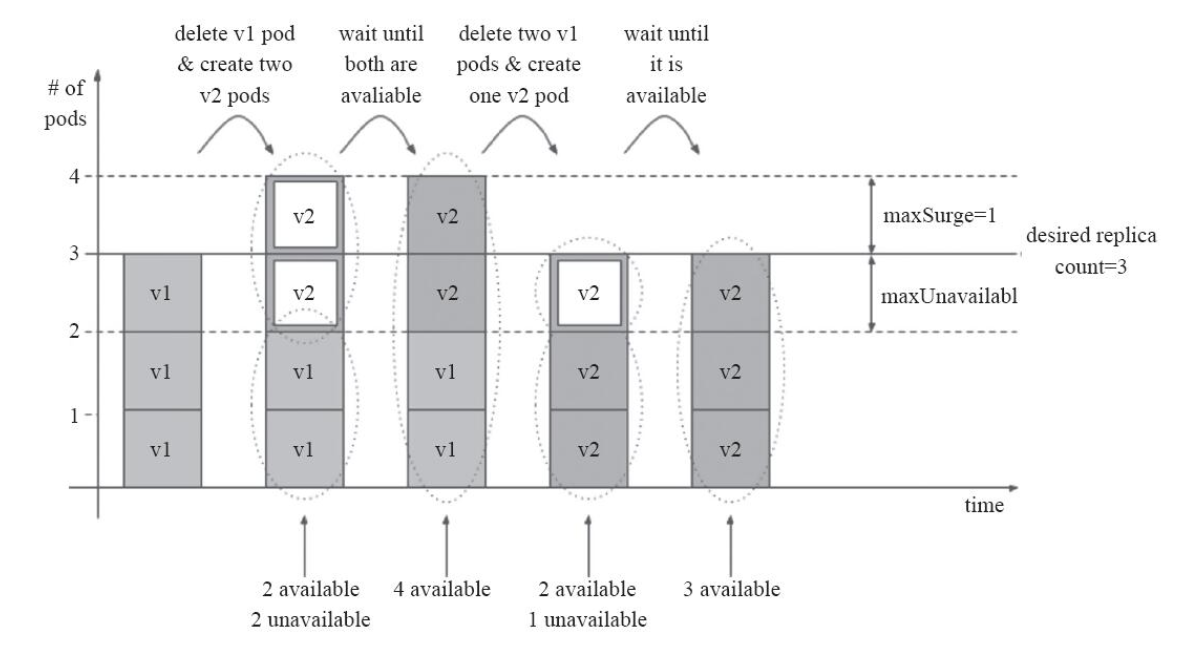 delete v1 pod
& create two
v2 pods
wait until
both are
avaliable
delete two v1
pods & create
one v2 pod
wait until
it is
available
# of
pods
4
3
2
1
v1
v1
v1
v2
v2
v1
v1
v2
v2
v1
v1
v2
v2
v2
v2
v2
v2
maxSurge=1
maxUnavailabl
desired replica
count=3
time
2 available
2 unavailable
4 available
2 available
1 unavailable
3 available